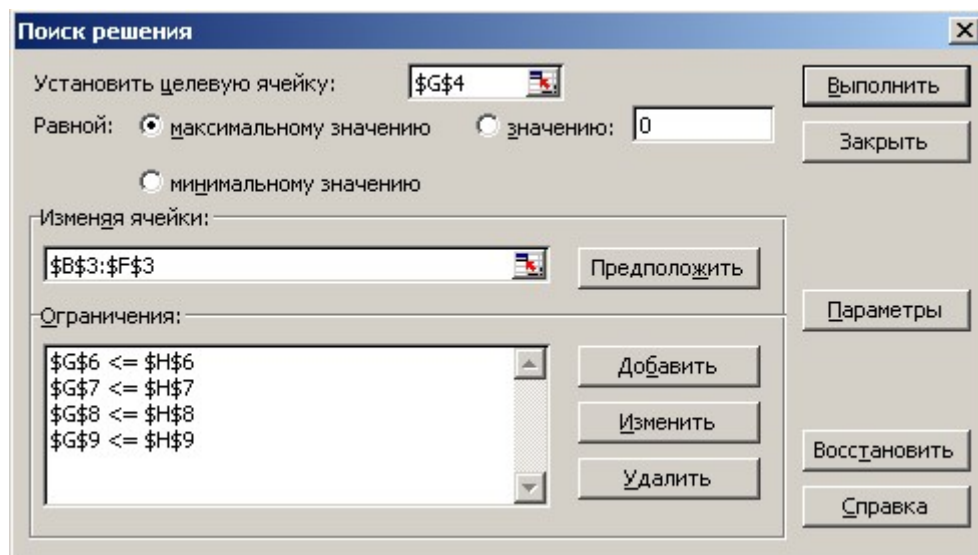 Поиск решения
Установить целевую ячейку: $G$4
Выполнить
Равной: максимальному значению значению: 0
Закрыть
минимальному значению
Изменяя ячейки:
$B$3:$F$3
Предположить
Параметры
Ограничения:
$G$6 <= $H$6
$G$7 <= $H$7
$G$8 <= $H$8
$G$9 <= $H$9
Добавить
Изменить
Удалить
Восстановить
Справка